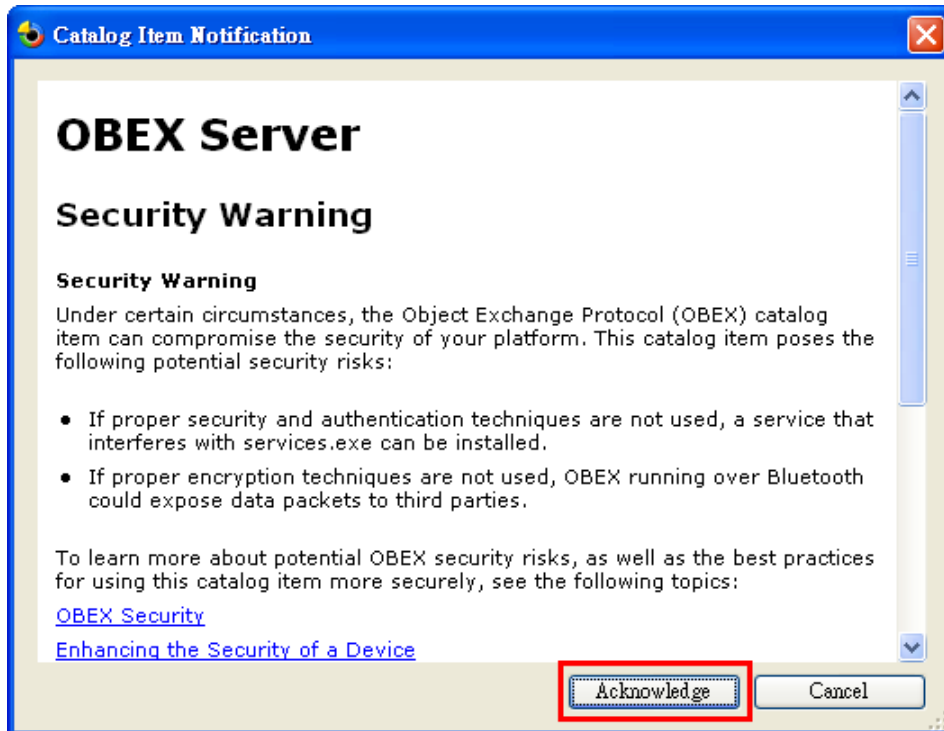 Catalog Item Notification
OBEX Server
Security Warning
Security Warning
Under certain circumstances, the Object Exchange Protocol (OBEX) catalog
item can compromise the security of your platform. This catalog item poses the
following potential security risks:
• If proper security and authentication techniques are not used, a service that
interferes with services.exe can be installed.
• If proper encryption techniques are not used, OBEX running over Bluetooth
could expose data packets to third parties.
To learn more about potential OBEX security risks, as well as the best practices
for using this catalog item more securely, see the following topics:
OBEX Security
Enhancing the Security of a Device
Acknowledge Cancel